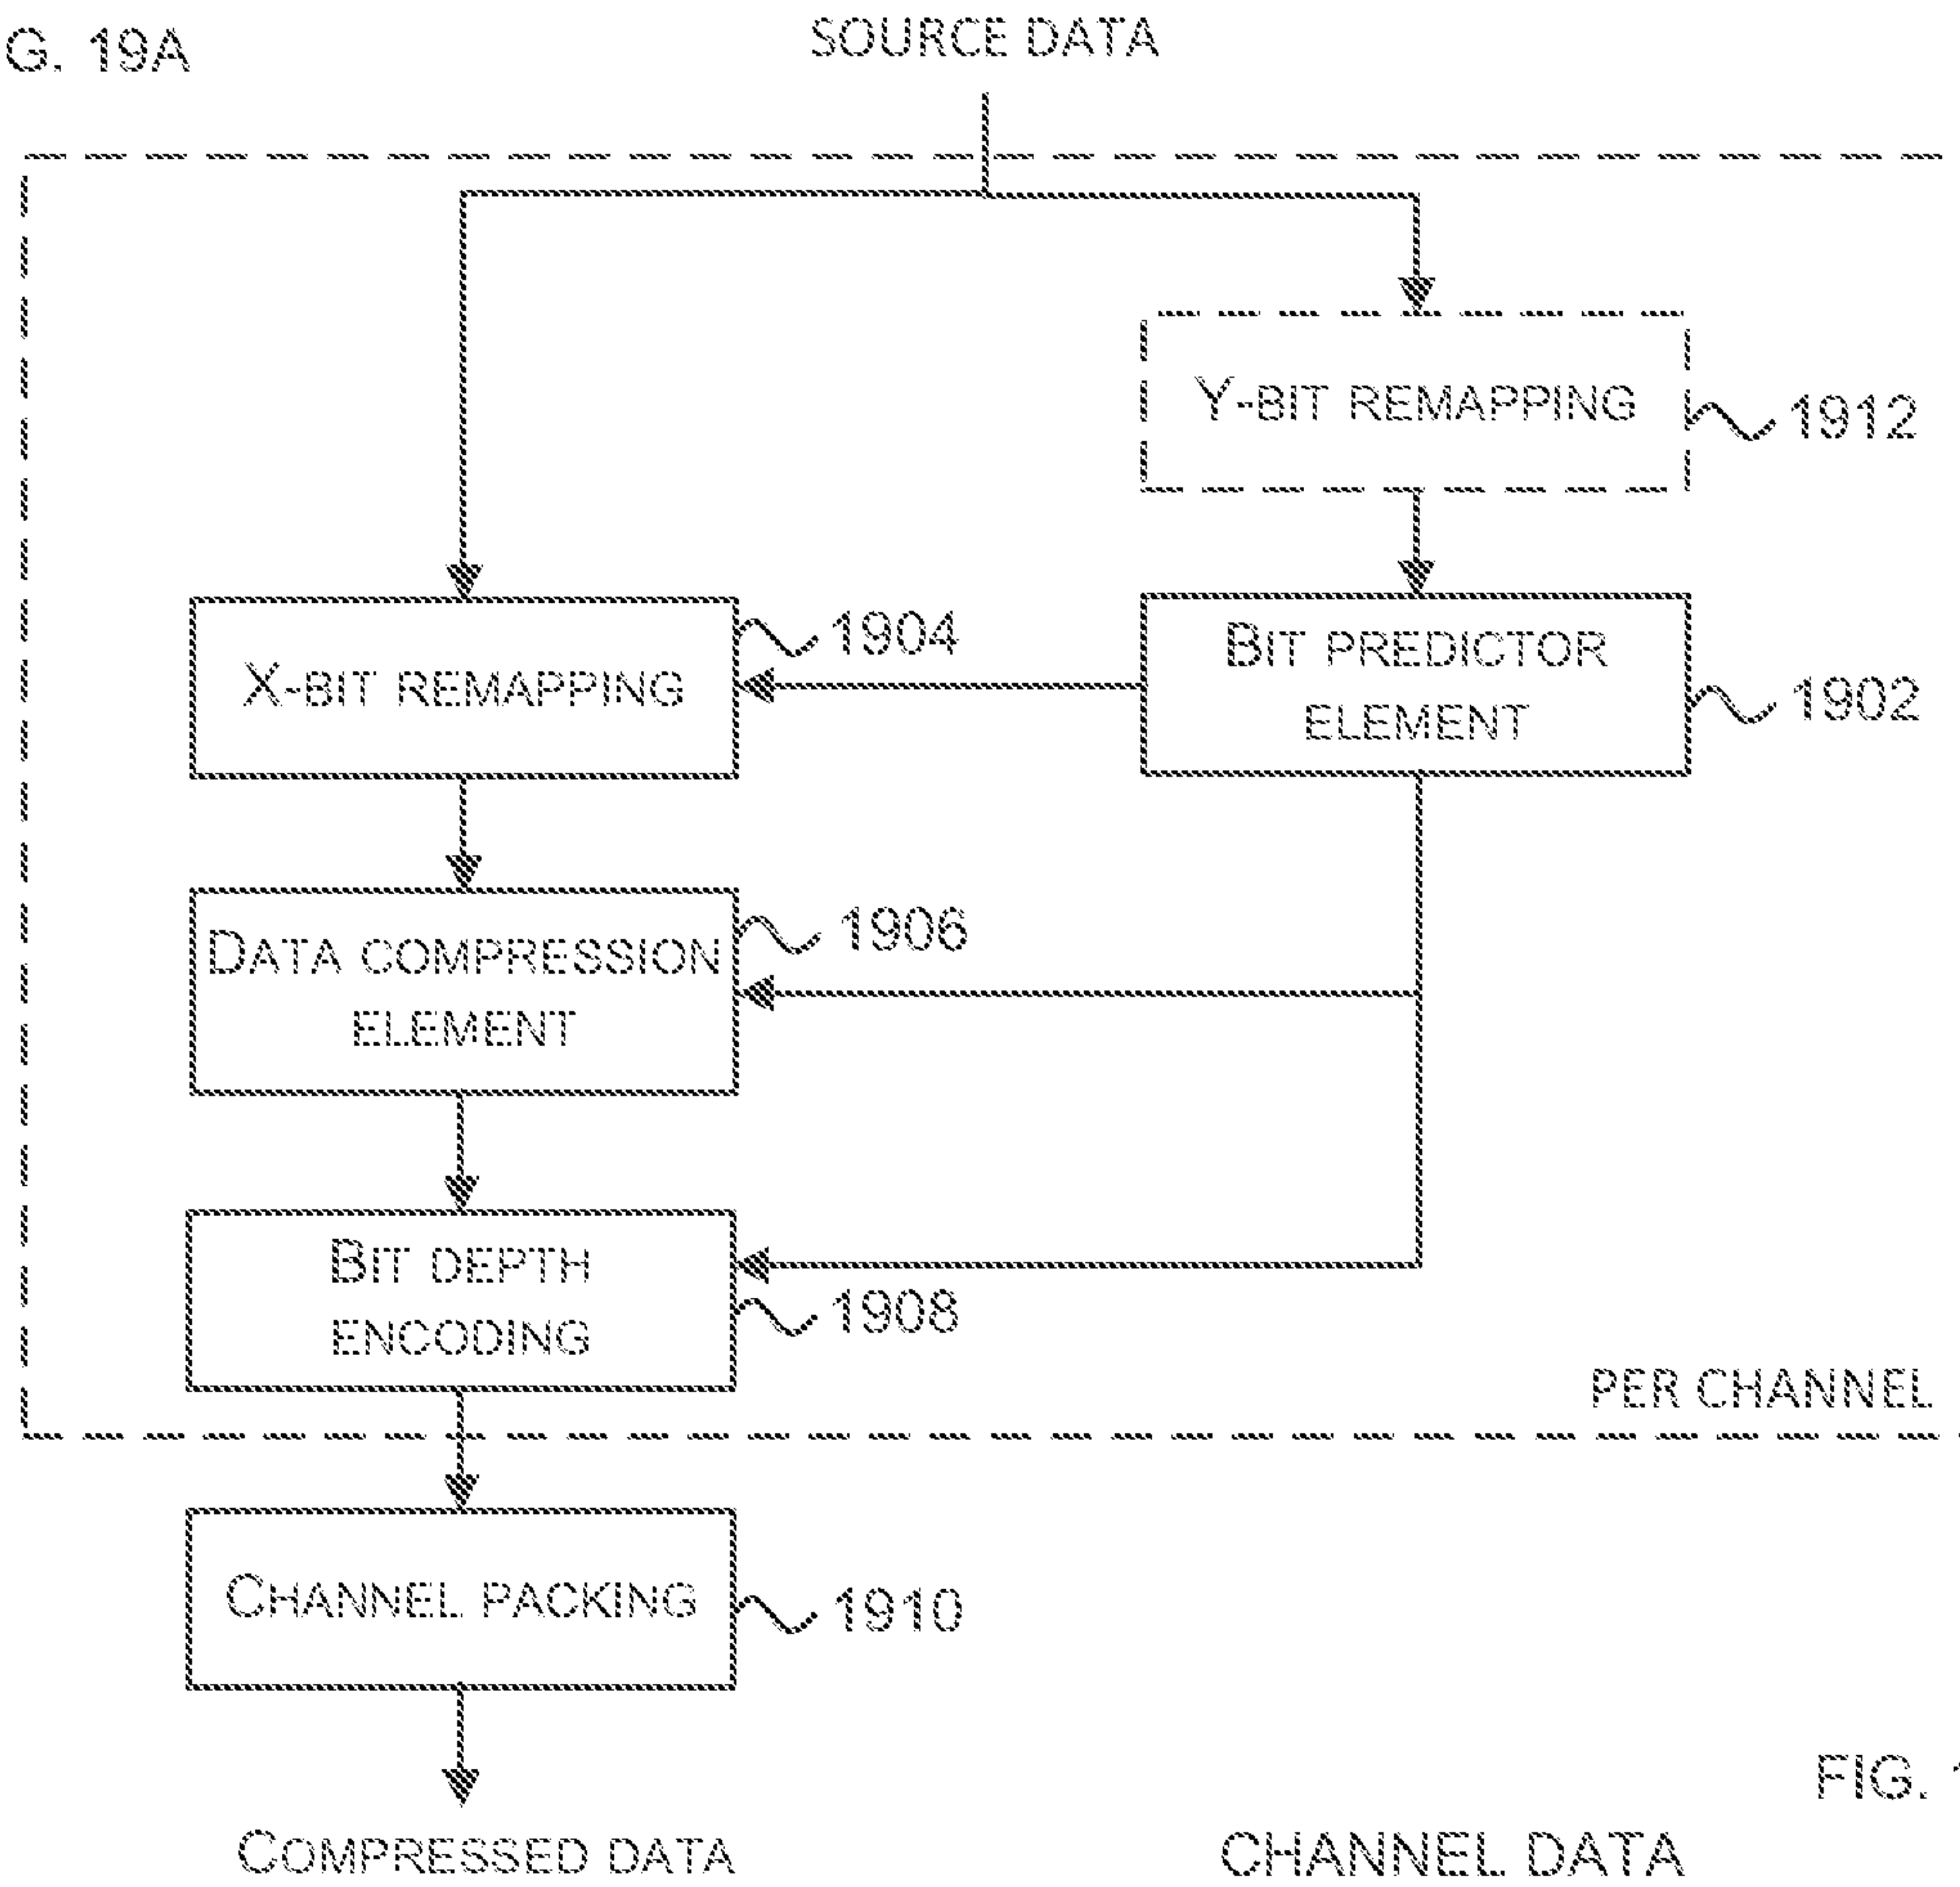 G. 19A
SOURCE DATA
Y-BIT REMAPPING
1912
1904
X-BIT REMAPPING
BIT PREDICTOR
ELEMENT
1902
1906
DATA COMPRESSION
ELEMENT
BIT DEPTH
ENCODING
1908
PER CHANNEL
CHANNEL PACKING
1910
FIG.
COMPRESSED DATA
CHANNEL DATA